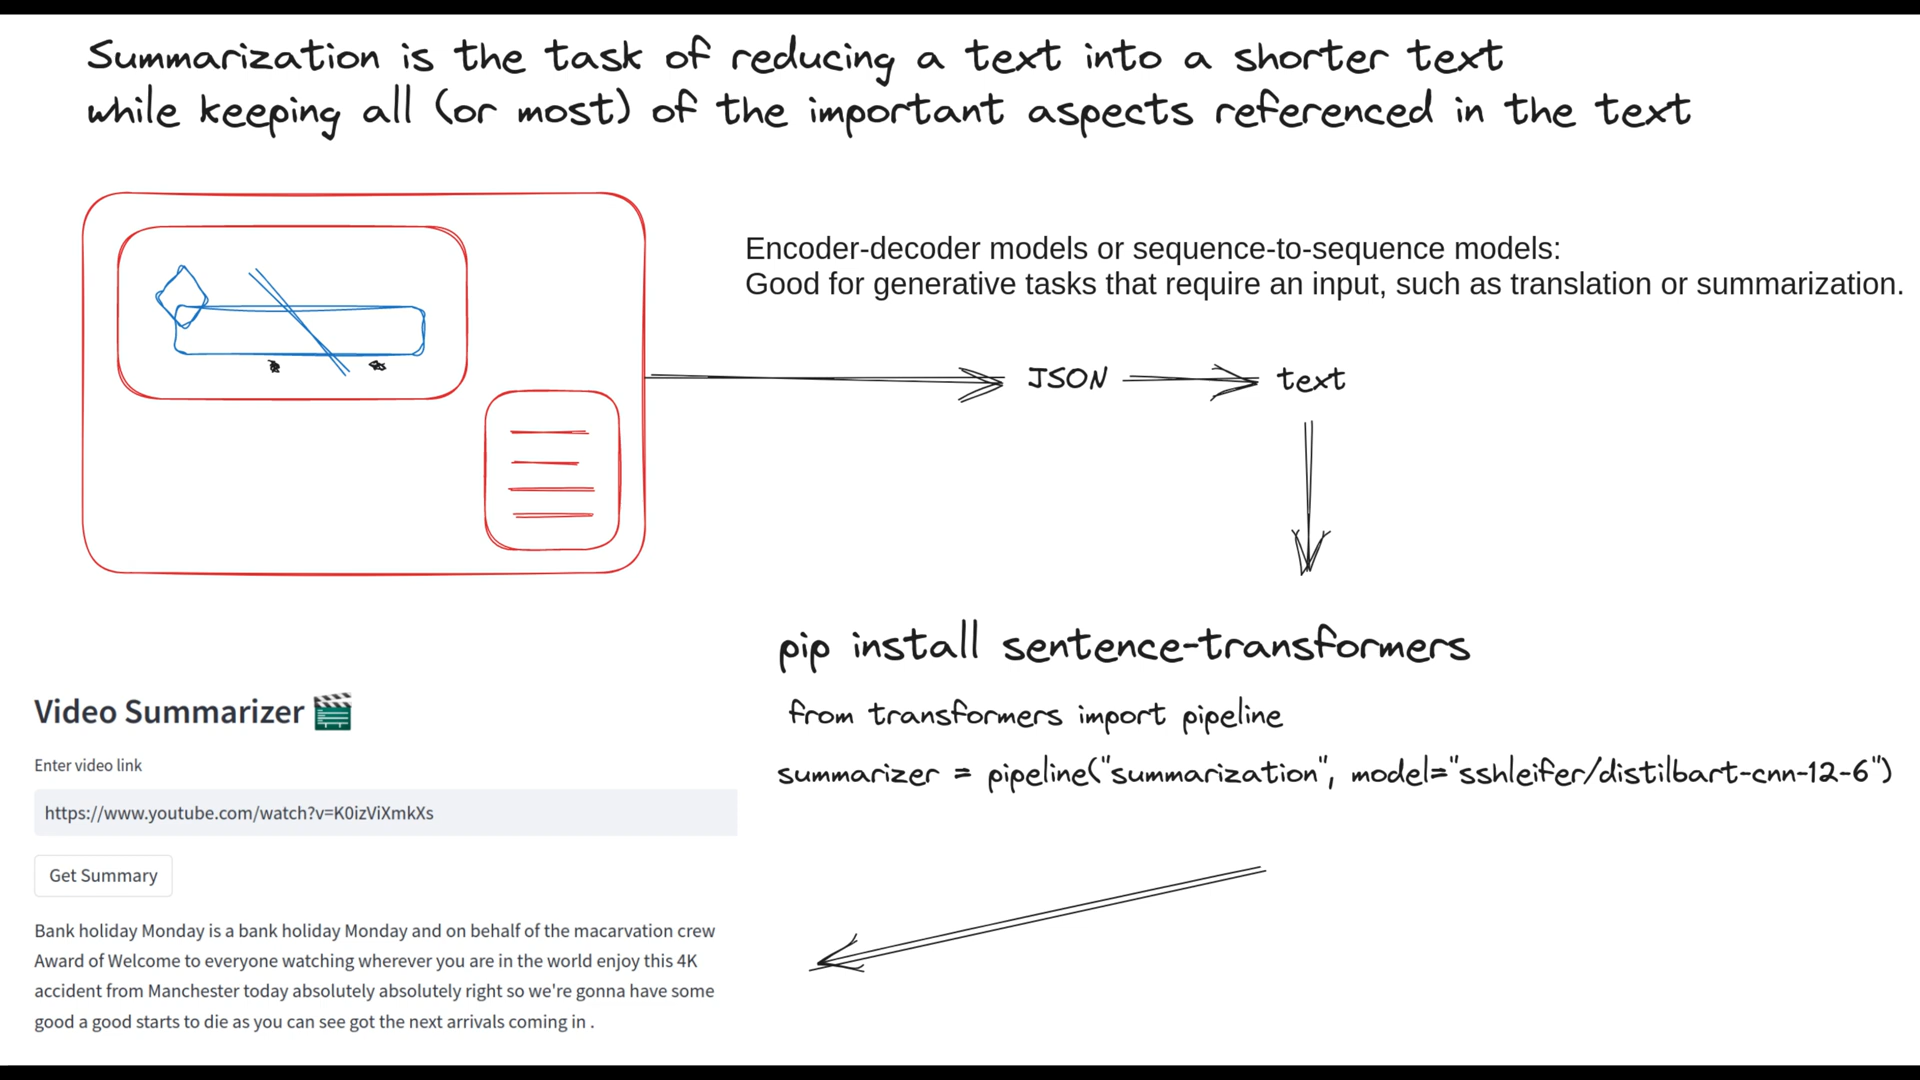 Summarization is the task of reducing a text into a shorter text
while keeping all (or most) of the important aspects referenced in the text
Encoder-decoder models or sequence-to-sequence models:
Good for generative tasks that require an input, such as translation or summarization.
JSON
text
pip install sentence-transformers
from transformers import pipeline
summarizer = pipeline("summarization", model="sshleifer/distilbart-cnn-12-6")
Video Summarizer
Enter video link
https://www.youtube.com/watch?v=K0izViXmkXs
Get Summary
Bank holiday Monday is a bank holiday Monday and on behalf of the macarvation crew
Award of Welcome to everyone watching wherever you are in the world enjoy this 4K
accident from Manchester today absolutely absolutely right so we're gonna have some
good a good starts to die as you can see got the next arrivals coming in .